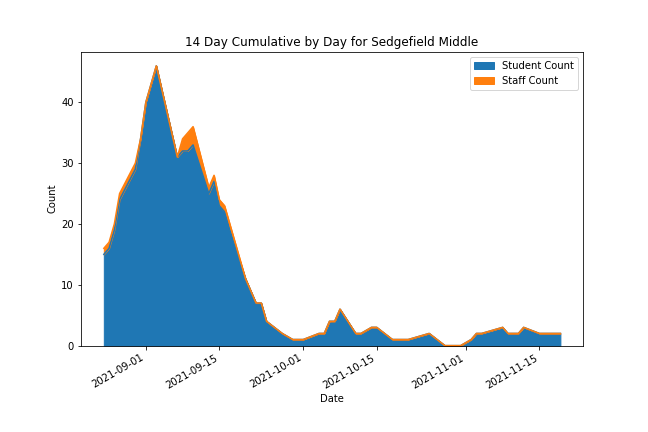 14 Day Cumulative by Day for Sedgefield Middle
Student Count
Staff Count
40
30
20
10
0
Count
2021-09-01
2021-09-15
2021-10-01
2021-10-15
2021-11-01
2021-11-15
Date